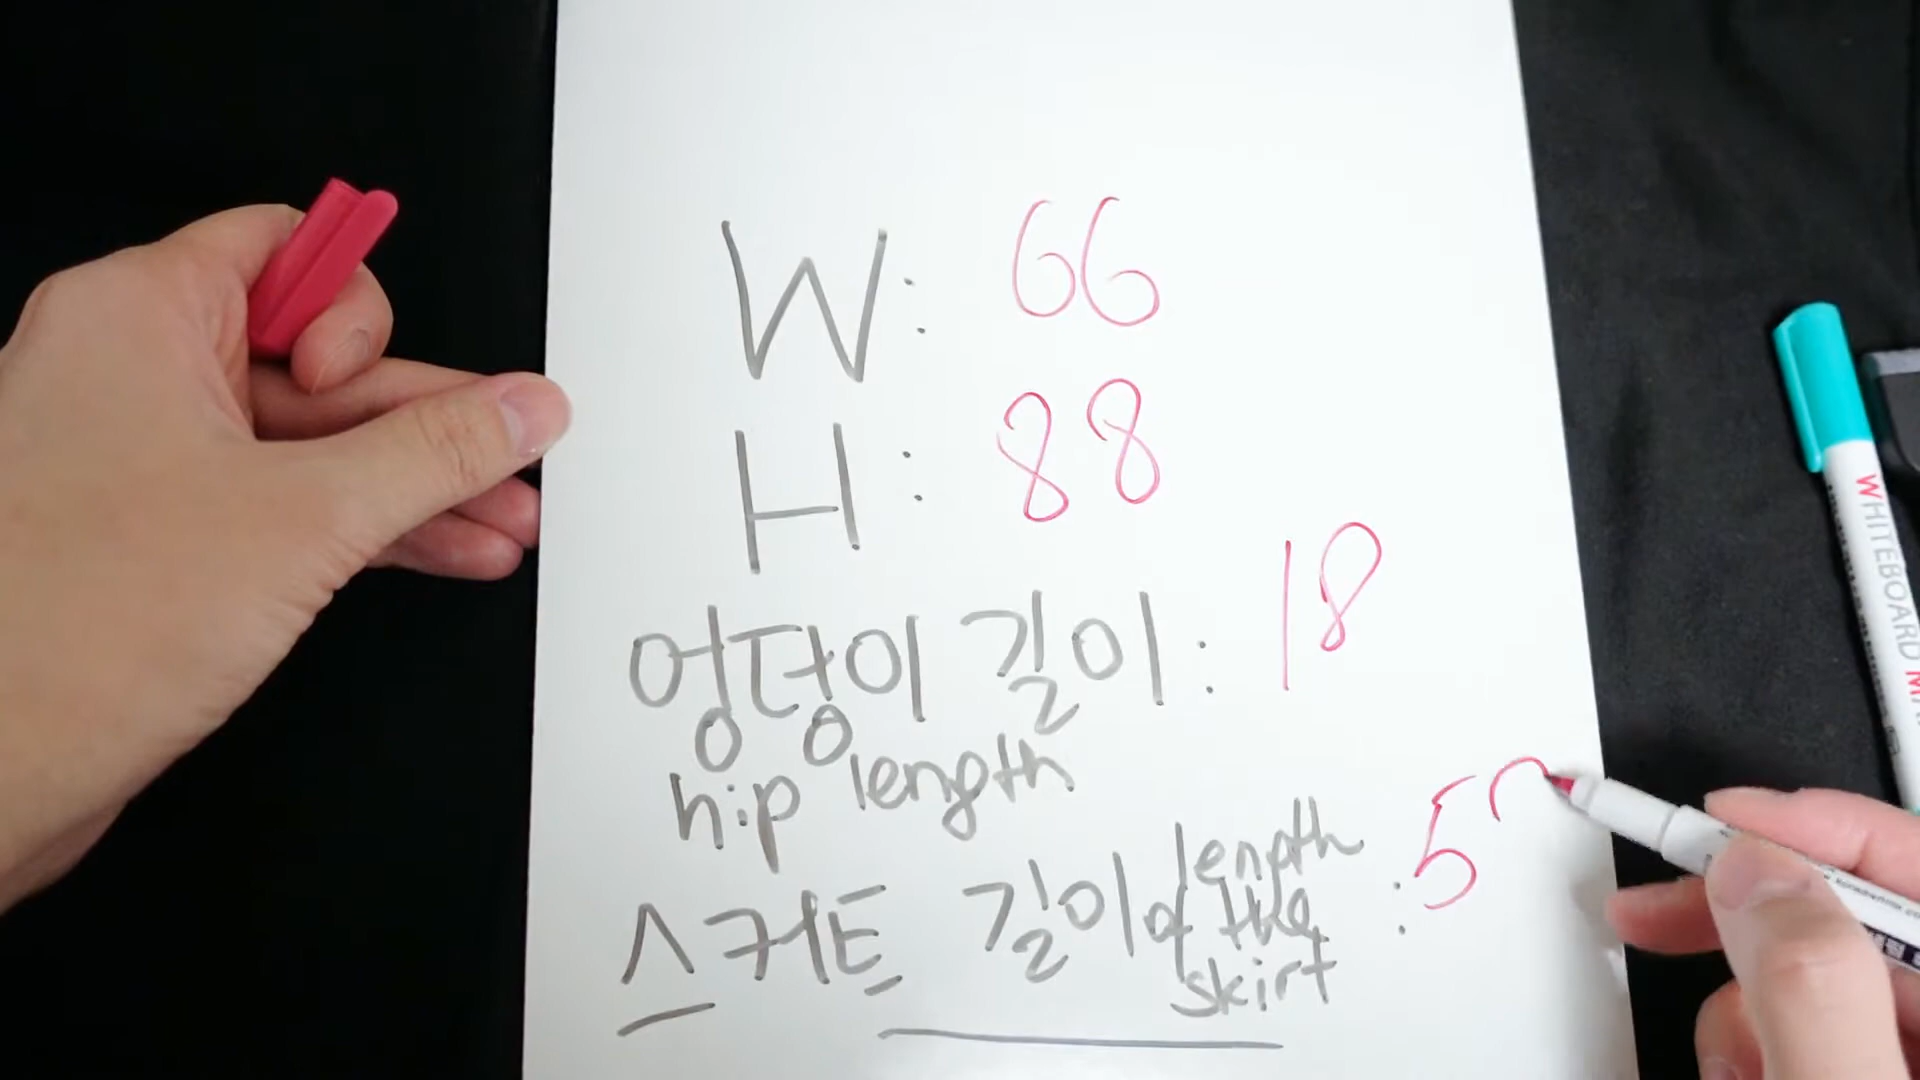 W: 66
H: 88
엉덩이 길이: 18
hip length
스커트 길이 length of the skirt : 5
WHITEBOARD MA